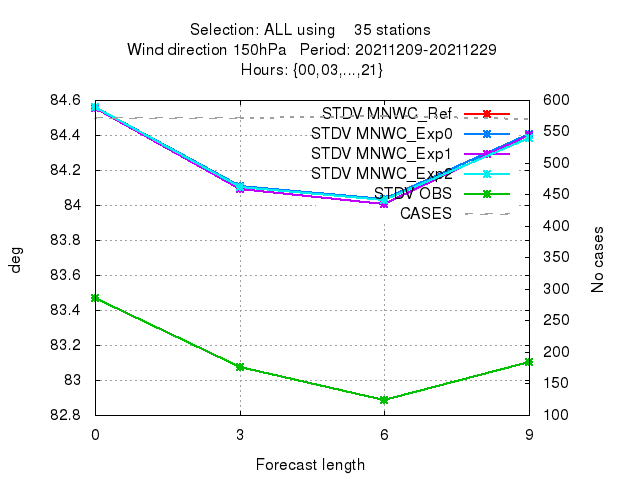 Selection: ALL using 35 stations
Wind direction 150hPa Period: 20211209-20211229
Hours: {00,03,...,21}
84.6
84.4
84.2
84
83.8
83.6
83.4
83.2
83
82.8
600
550
500
450
400
350
300
250
200
150
100
STDV MNWC_Ref
STDV MNWC_Exp0
STDV MNWC_Exp1
STDV MNWC_Exp2
STDV OBS
CASES
deg
No cases
0 3 6 9
Forecast length